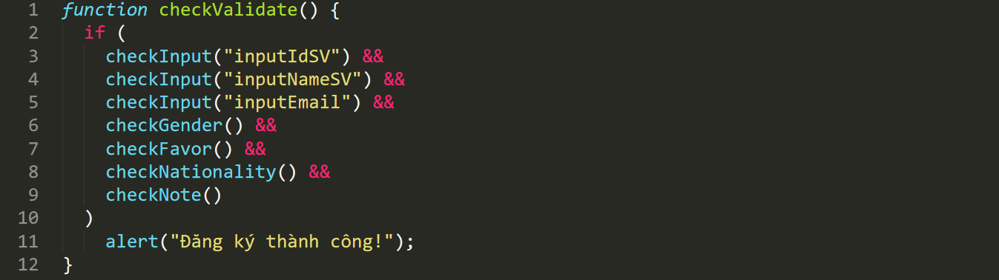 1 function checkValidate() {
2 if (
3 checkInput("inputIdSV") &&
4 checkInput("inputNameSV") &&
5 checkInput("inputEmail") &&
6 checkGender() &&
7 checkFavor() &&
8 checkNationality() &&
9 checkNote()
10 )
11 alert("Đăng ký thành công!");
12 }